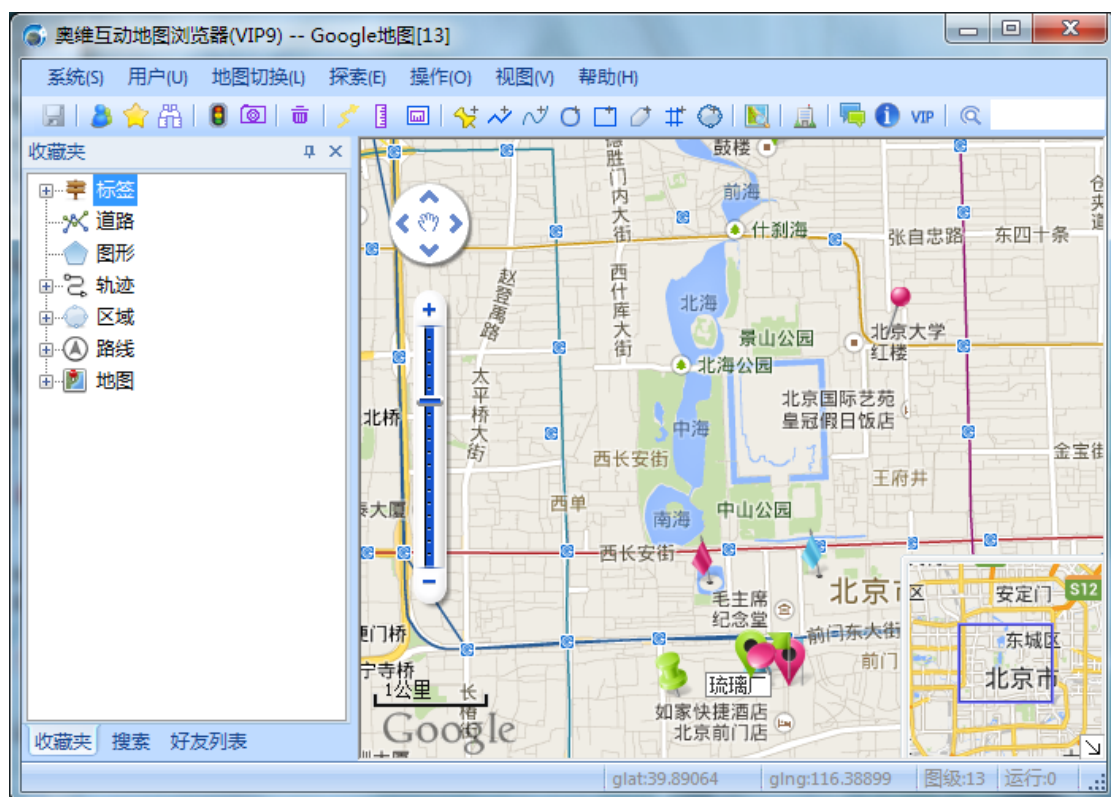 奥维互动地图浏览器(VIP9) -- Google地图[13]
系统(S) 用户(U) 地图切换(L) 探索(E) 操作(O) 视图(V) 帮助(H)
VIP
收藏夹
标签
道路
图形
轨迹
区域
路线
地图
收藏夹 搜索 好友列表
德胜门内大街
鼓楼
前海
什刹海
张自忠路
东四十条
仓夹道
赵登禹路
西什库大街
北海
景山公园
北京大学红楼
北海公园
太平桥大街
北桥
北京国际艺苑
皇冠假日饭店
中海
西长安街
金宝街
王府井
西单
中山公园
南海
西长安街
毛主席
纪念堂
北京市
区
安定门
S12
东城区
北京市
前门东大街
前门
宁寺桥
1公里
长椿街
琉璃厂
如家快捷酒店
北京前门店
Google
glat:39.89064
glng:116.38899
图级:13
运行:0